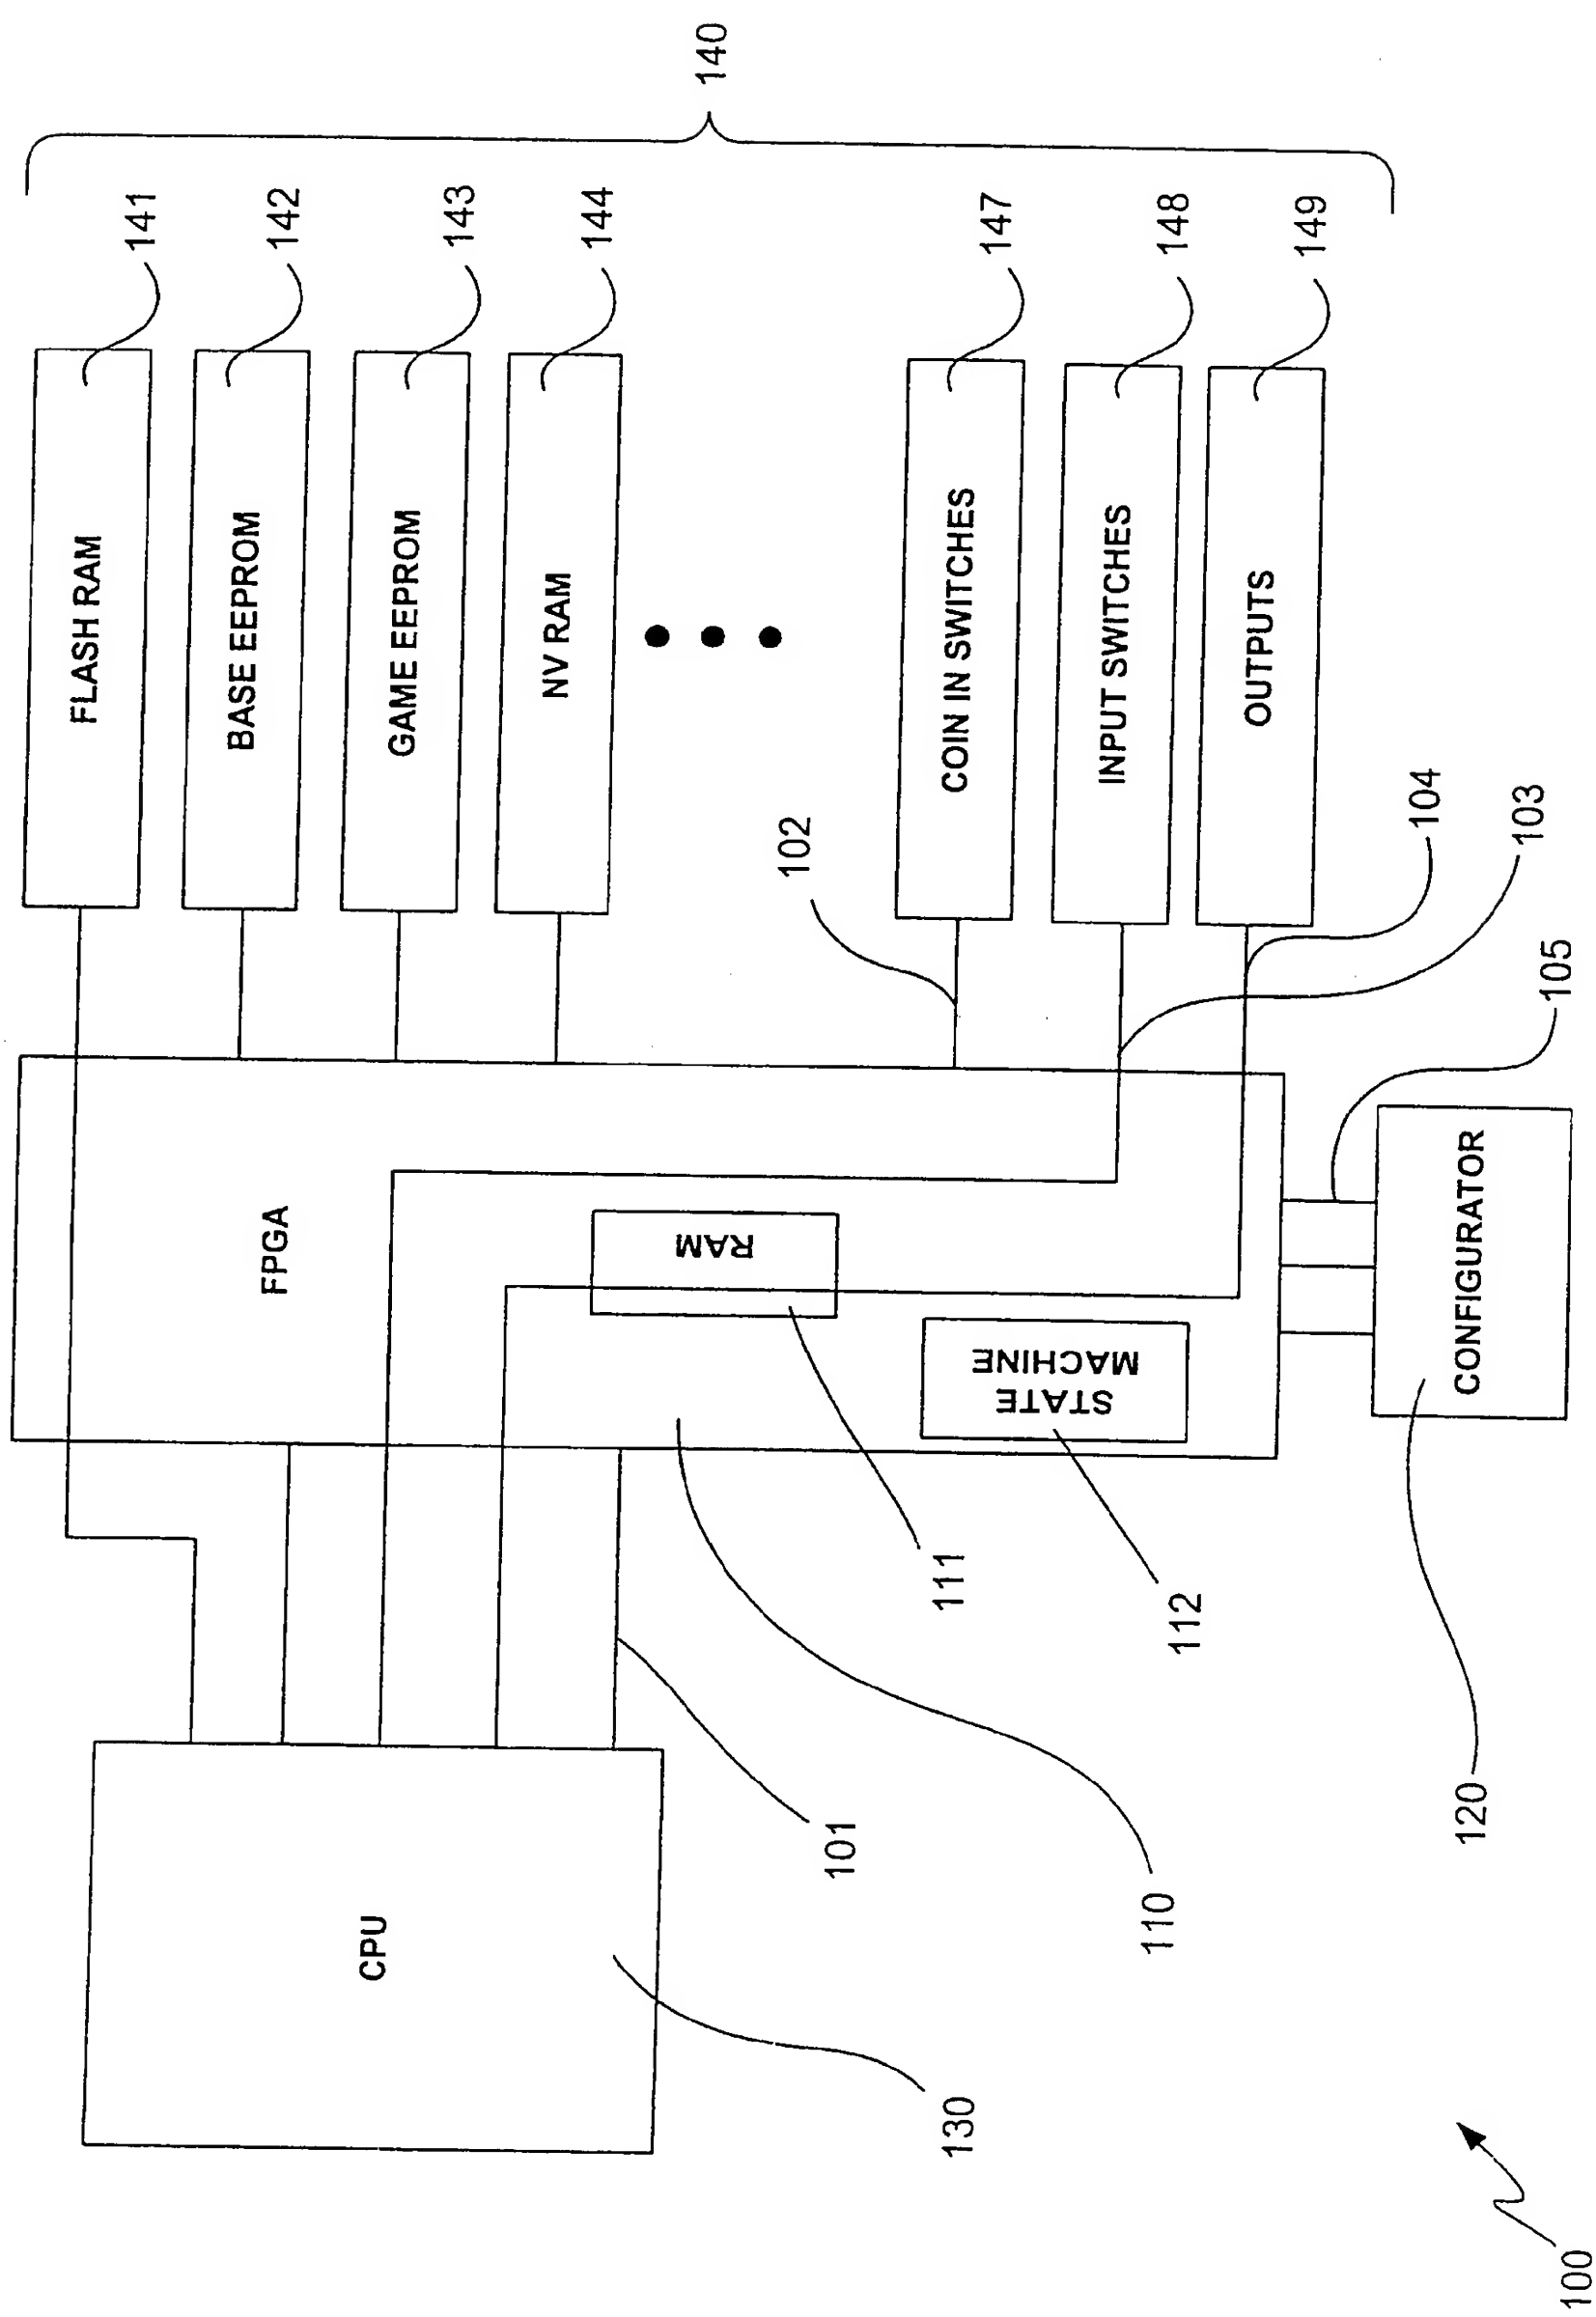 140
141
FLASH RAM
142
BASE EEPROM
143
GAME EEPROM
144
NV RAM
147
COIN IN SWITCHES
148
INPUT SWITCHES
149
OUTPUTS
102
104
103
105
FPGA
RAM
STATE
MACHINE
CONFIGURATOR
111
112
120
101
110
CPU
130
100